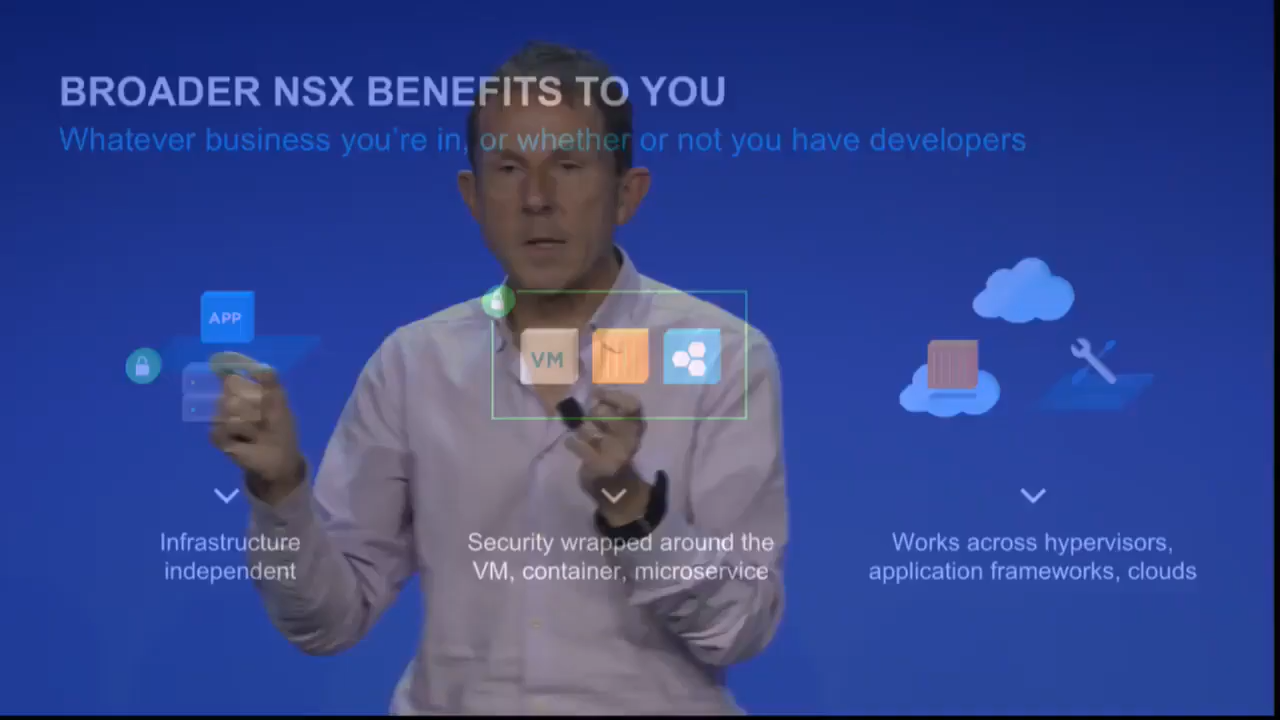 BROADER NSX BENEFITS TO YOU
Whatever business you're in, or whether or not you have developers
APP
VM
Infrastructure
independent
Security wrapped around the
VM, container, microservice
Works across hypervisors,
application frameworks, clouds